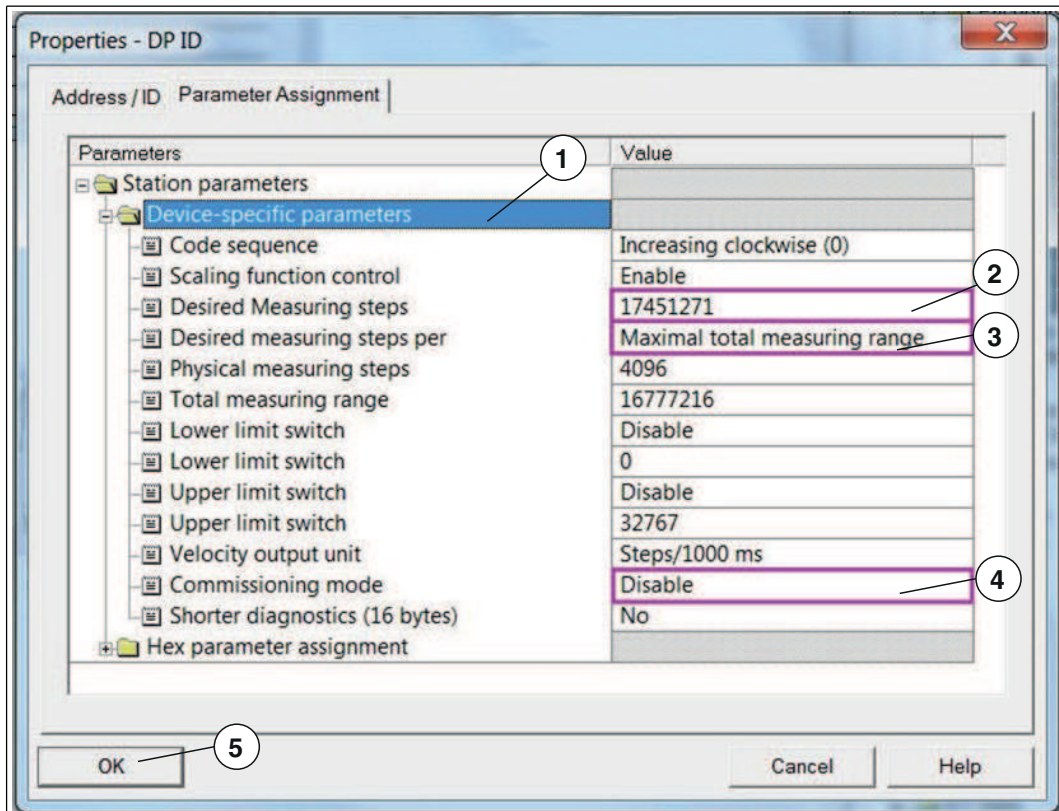 Properties - DP ID
X
Address / ID Parameter Assignment
Parameters 1 Value
Station parameters
Device-specific parameters
Code sequence Increasing clockwise (0)
Scaling function control Enable 2
Desired Measuring steps 17451271
Desired measuring steps per Maximal total measuring range 3
Physical measuring steps 4096
Total measuring range 16777216
Lower limit switch Disable
Lower limit switch 0
Upper limit switch Disable
Upper limit switch 32767
Velocity output unit Steps/1000 ms
Commissioning mode Disable 4
Shorter diagnostics (16 bytes) No
Hex parameter assignment
OK 5 Cancel Help